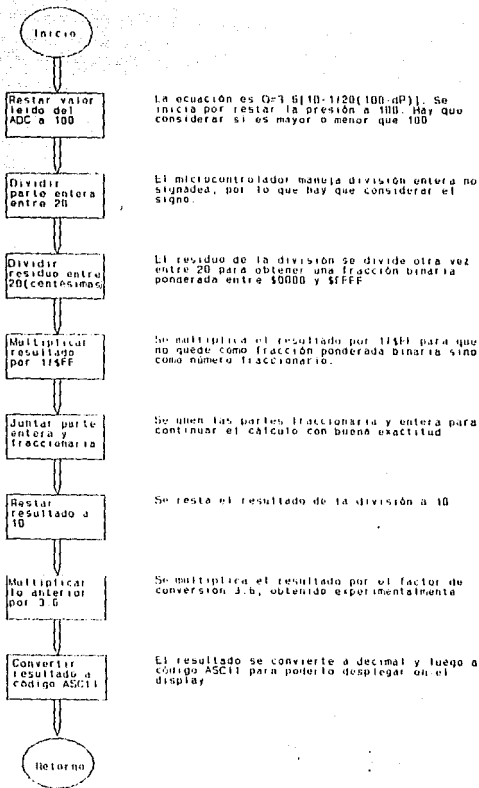 Inicio
Restar valor
leido del
ADC a 100
La ecuación es Q=3.6[10-1/20(100-dP)]. Se
inicia por restar la presión a 100. Hay que
considerar si es mayor o menor que 100
Dividir
parte entera
entre 20
El microcontrolador maneja división entera no
signadea, por lo que hay que considerar el
signo.
Dividir
residuo entre
20(centésimas)
El residuo de la división se divide otra vez
entre 20 para obtener una fracción binaria
ponderada entre $0000 y $FFFF
Multiplicar
resultado
por 1/$FF
Se multiplica el resultado por 1/$FF para que
no quede como fracción ponderada binaria sino
como número fraccionario.
Juntar parte
entera y
fraccionaria
Se unen las partes fraccionaria y entera para
continuar el cálculo con buena exactitud
Restar
resultado a
10
Se resta el resultado de la división a 10
Multiplicar
lo anterior
por 3.6
Se multiplica el resultado por el factor de
conversión 3.6, obtenido experimentalmente
Convertir
resultado a
código ASCII
El resultado se convierte a decimal y luego a
código ASCII para poderlo desplegar en el
display
Retorno